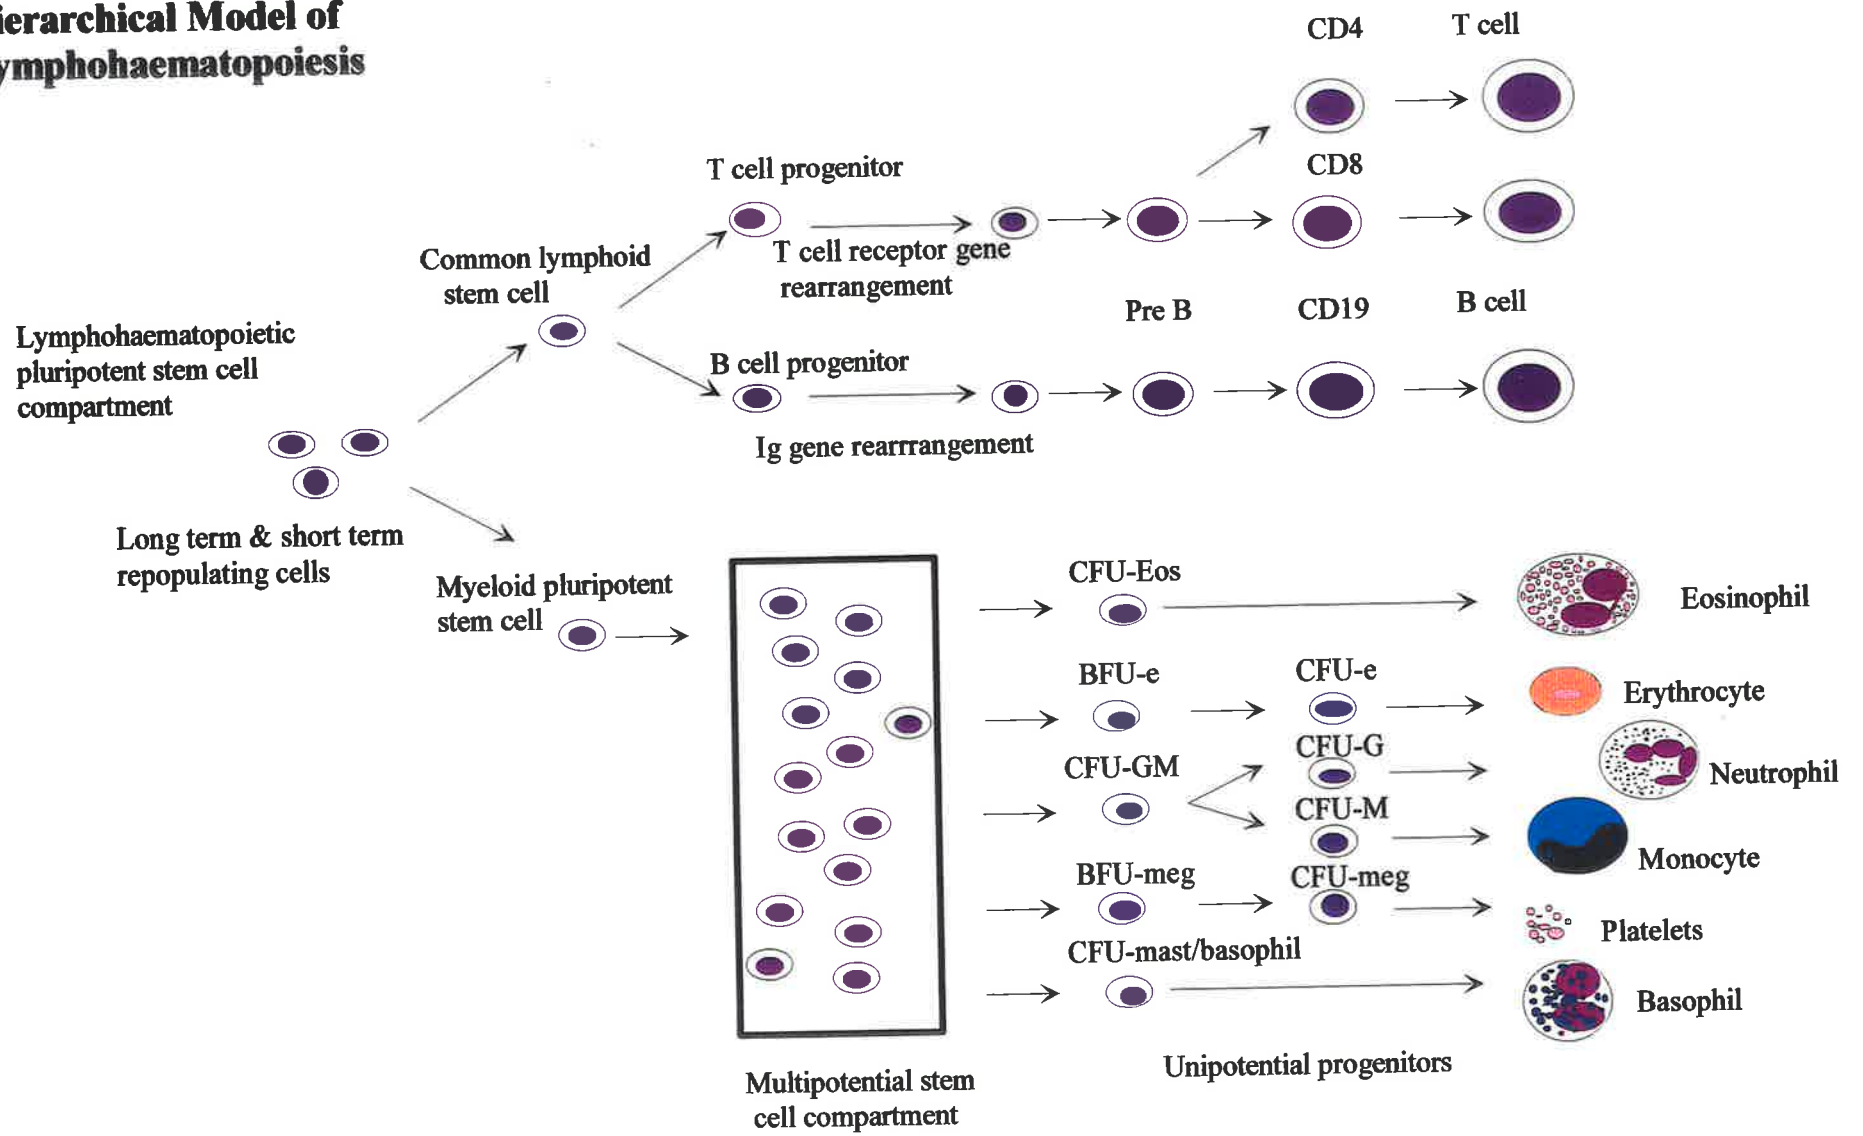 ierarchical Model of
ymphohaematopoiesis
CD4
T cell
T cell progenitor
CD8
T cell receptor gene
rearrangement
Common lymphoid
stem cell
Pre B
CD19
B cell
Lymphohaematopoietic
pluripotent stem cell
compartment
B cell progenitor
Ig gene rearrrangement
Long term & short term
repopulating cells
Myeloid pluripotent
stem cell
CFU-Eos
Eosinophil
BFU-e
CFU-e
Erythrocyte
CFU-GM
CFU-G
Neutrophil
CFU-M
Monocyte
BFU-meg
CFU-meg
Platelets
CFU-mast/basophil
Basophil
Multipotential stem
cell compartment
Unipotential progenitors